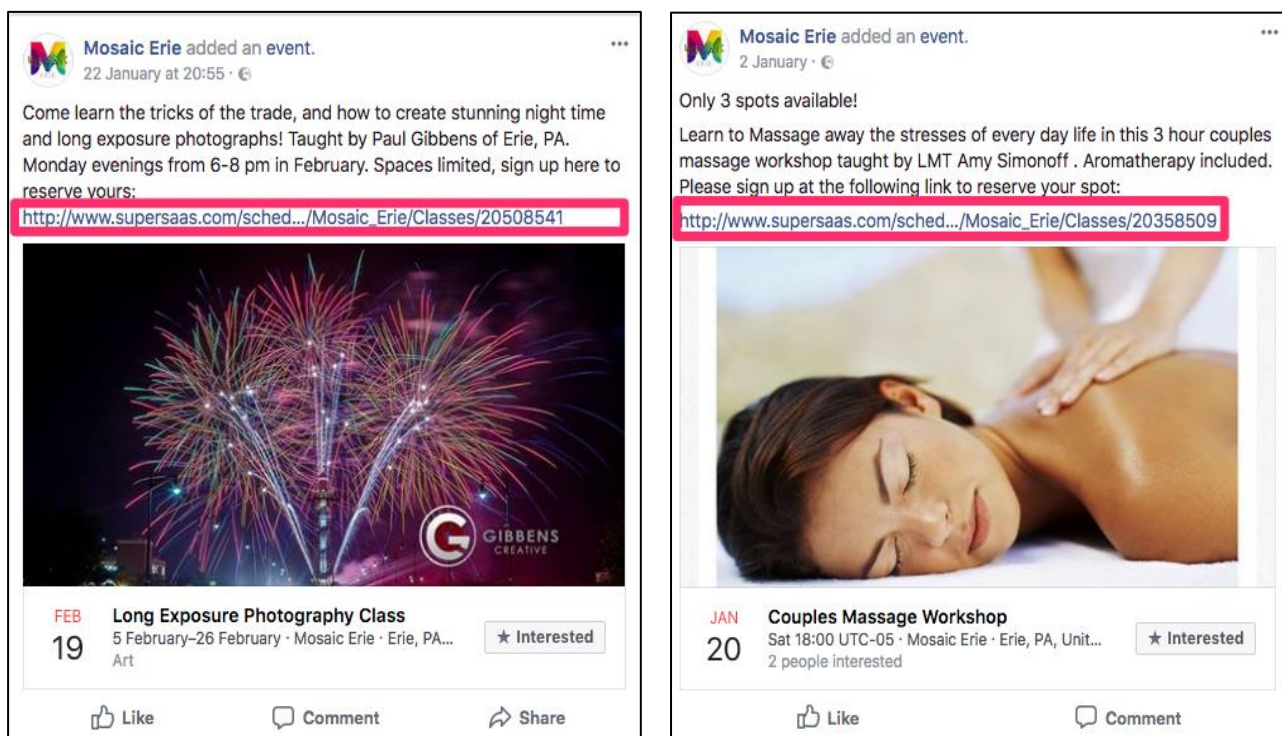 Mosaic Erie added an event.
22 January at 20:55 ·
Come learn the tricks of the trade, and how to create stunning night time
and long exposure photographs! Taught by Paul Gibbens of Erie, PA.
Monday evenings from 6-8 pm in February. Spaces limited, sign up here to
reserve yours:
http://www.supersaas.com/sched.../Mosaic_Erie/Classes/20508541
GIBBENS
CREATIVE
FEB
19
Long Exposure Photography Class
5 February–26 February · Mosaic Erie · Erie, PA...
Art
★ Interested
Like
Comment
Share
Mosaic Erie added an event.
2 January ·
Only 3 spots available!
Learn to Massage away the stresses of every day life in this 3 hour couples
massage workshop taught by LMT Amy Simonoff . Aromatherapy included.
Please sign up at the following link to reserve your spot:
http://www.supersaas.com/sched.../Mosaic_Erie/Classes/20358509
JAN
20
Couples Massage Workshop
Sat 18:00 UTC-05 · Mosaic Erie · Erie, PA, Unit...
2 people interested
★ Interested
Like
Comment